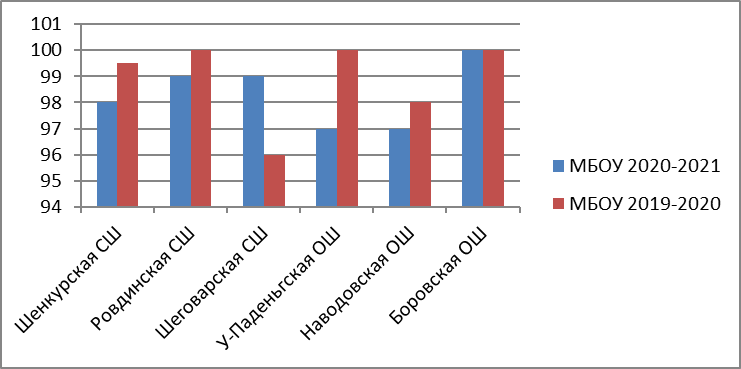 101
100
99
98
97
96
95
94
Шенкурская СШ
Ровдинская СШ
Шеговарская СШ
У-Паденьгская ОШ
Наводовская ОШ
Боровская ОШ
МБОУ 2020-2021
МБОУ 2019-2020